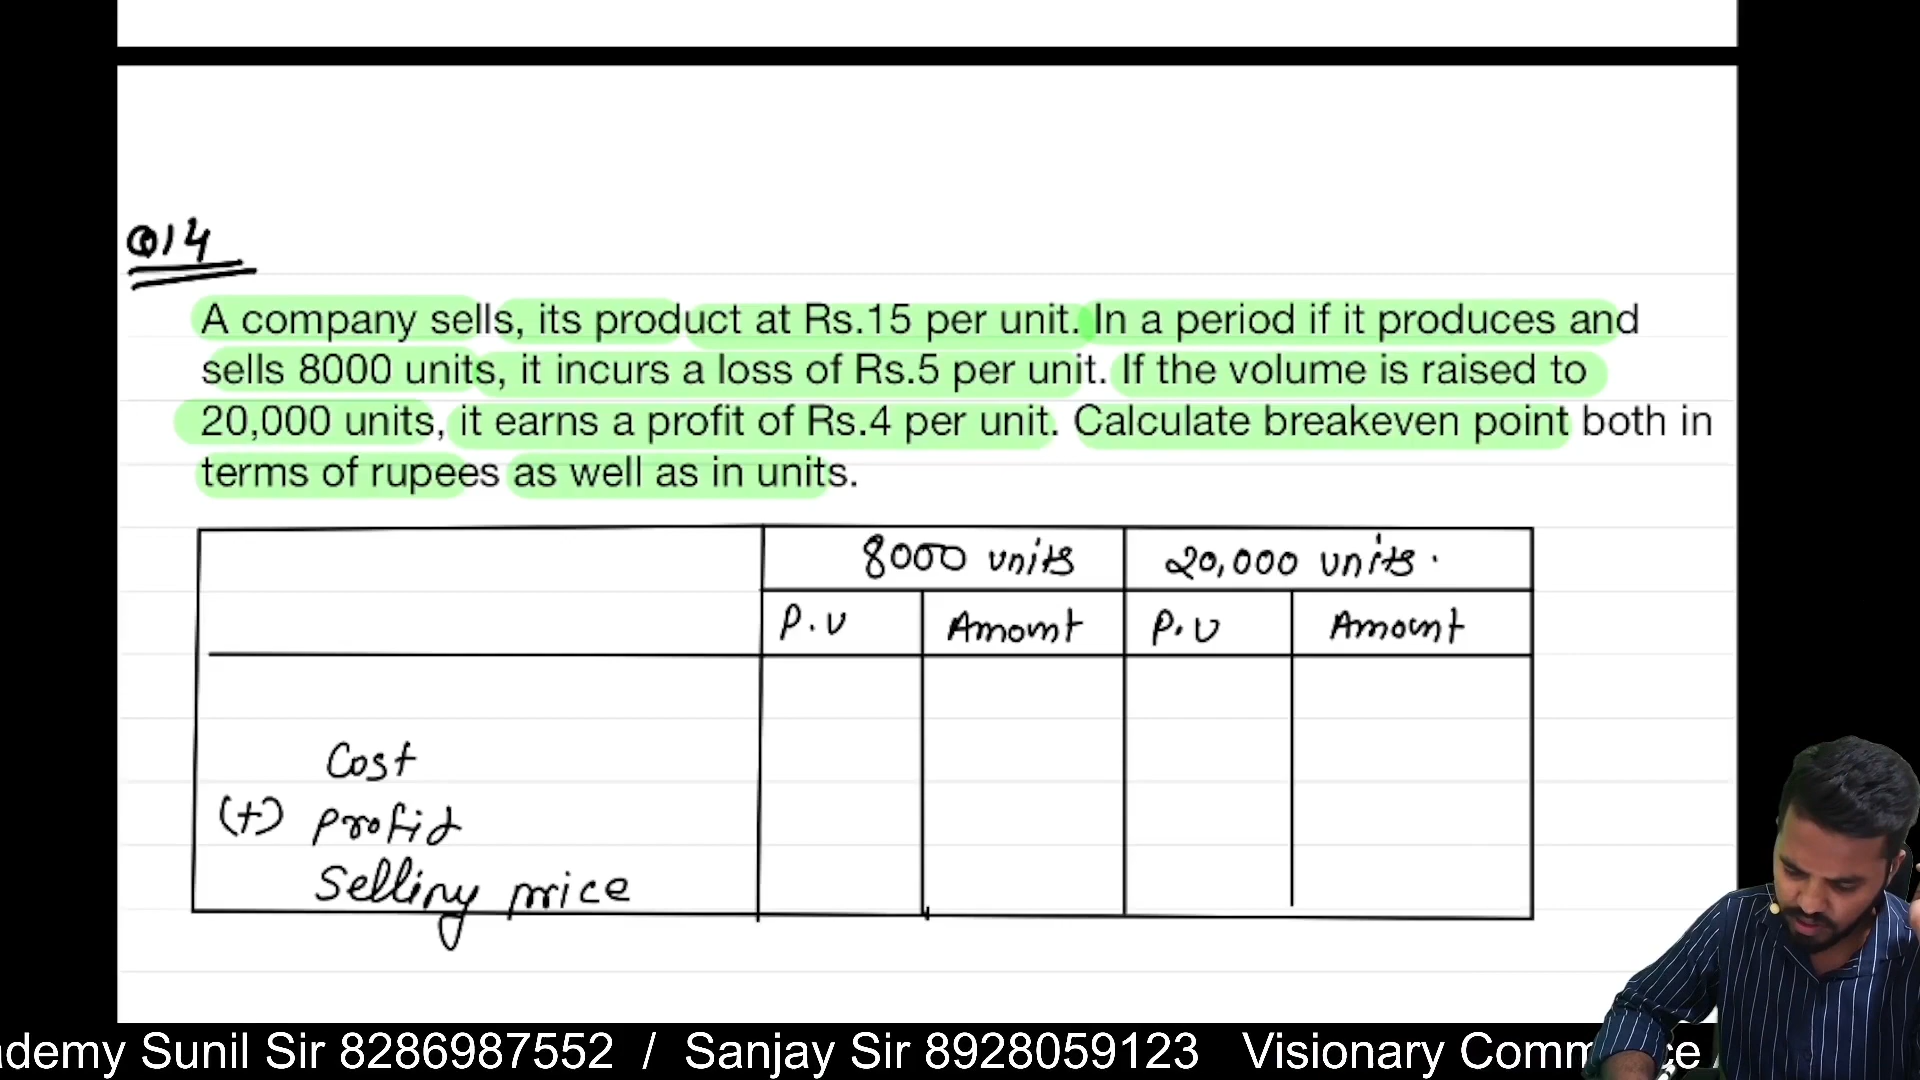 Q14
A company sells, its product at Rs.15 per unit. In a period if it produces and
sells 8000 units, it incurs a loss of Rs.5 per unit. If the volume is raised to
20,000 units, it earns a profit of Rs.4 per unit. Calculate breakeven point both in
terms of rupees as well as in units.
8000 units 20,000 units.
P.U Amount P.U Amount
Cost
(+) Profit
Selling price
ademy Sunil Sir 8286987552 / Sanjay Sir 8928059123 Visionary Comm